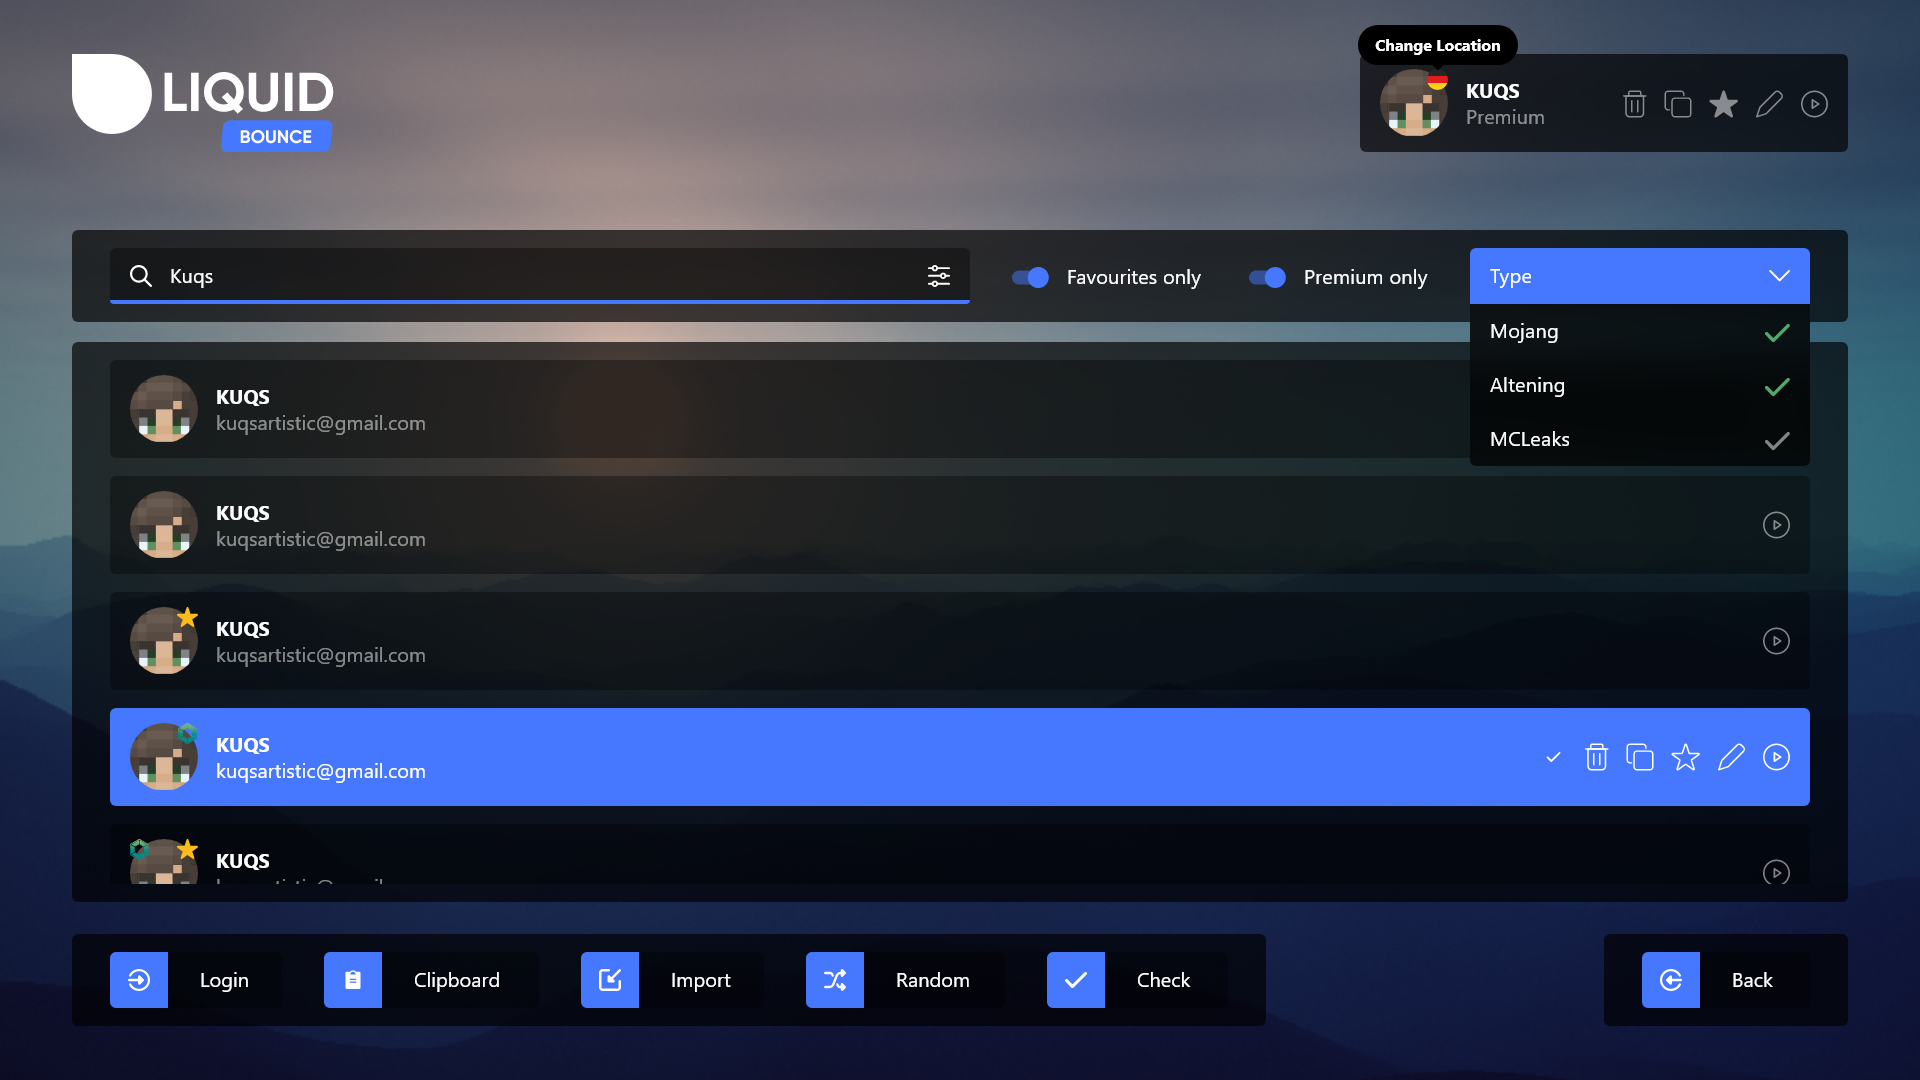 LIQUID
BOUNCE
Change Location
KUQS
Premium
Kuqs
Favourites only
Premium only
Type
Mojang
Altening
MCLeaks
KUQS
kuqsartistic@gmail.com
KUQS
kuqsartistic@gmail.com
KUQS
kuqsartistic@gmail.com
KUQS
kuqsartistic@gmail.com
KUQS
Login
Clipboard
Import
Random
Check
Back